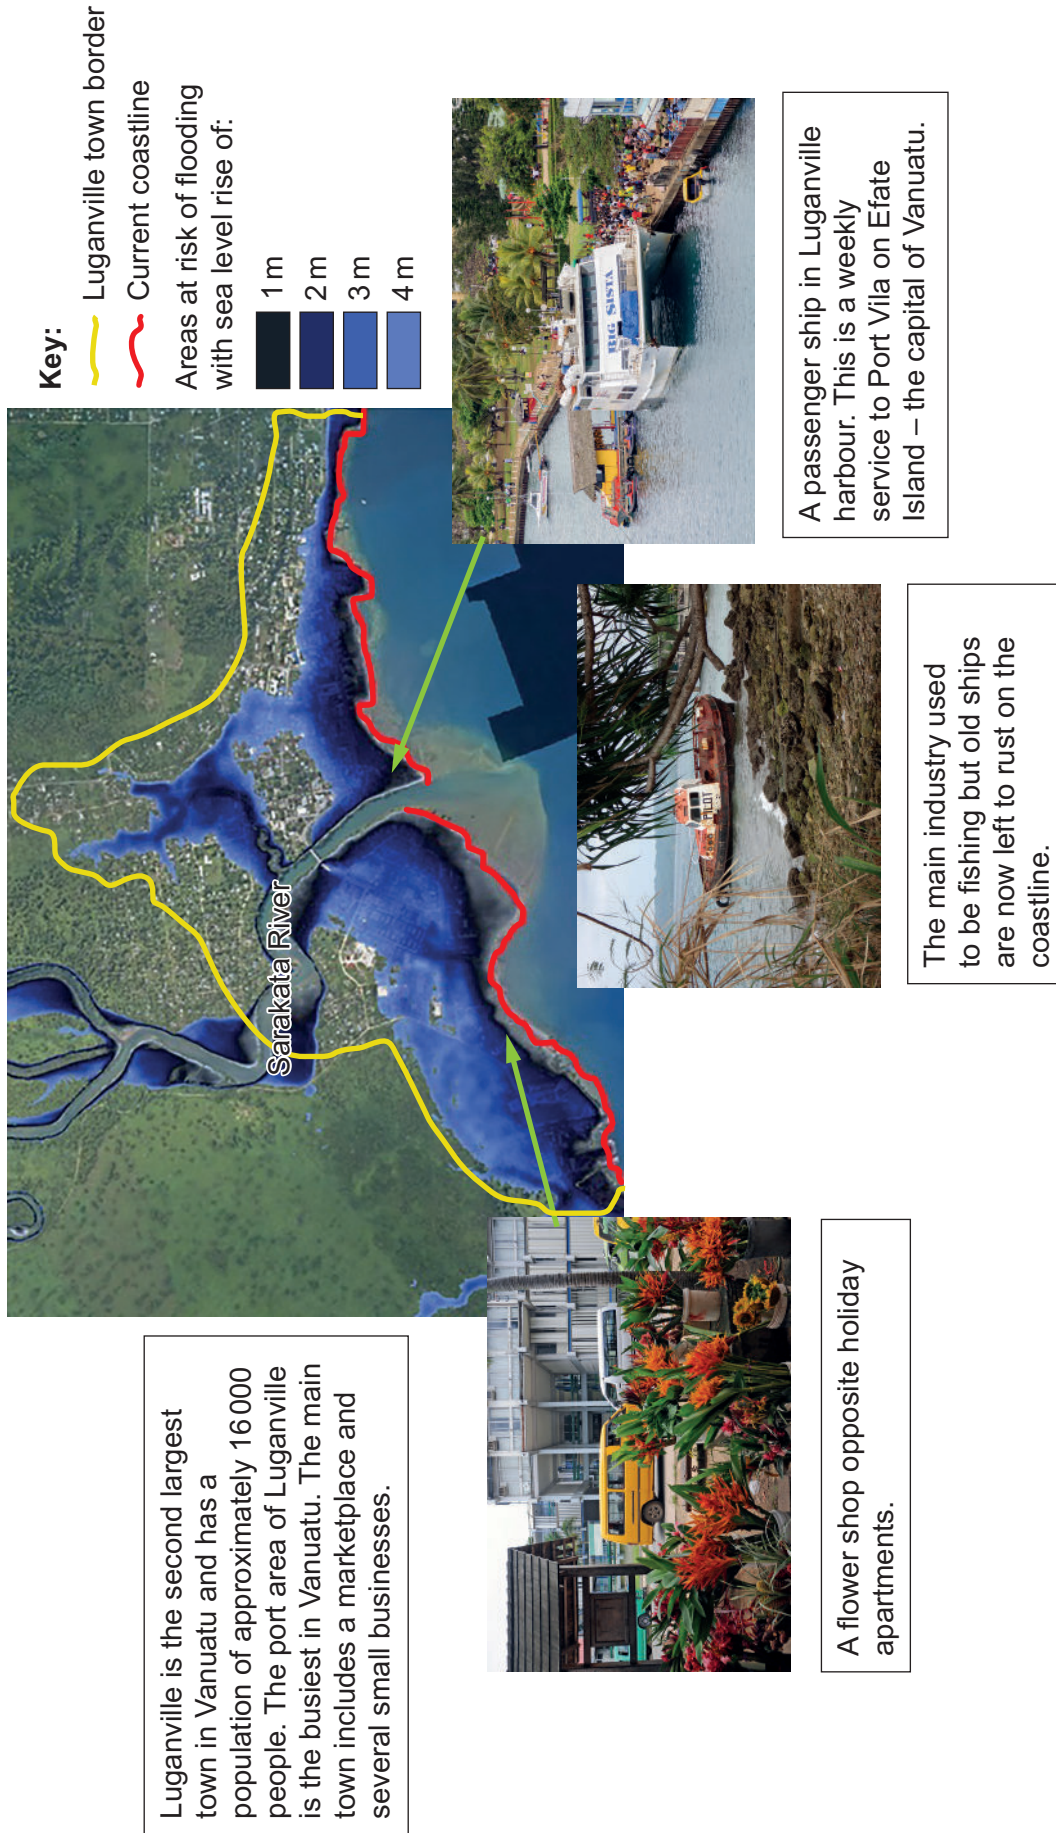 Luganville is the second largest
town in Vanuatu and has a
population of approximately 16 000
people. The port area of Luganville
is the busiest in Vanuatu. The main
town includes a marketplace and
several small businesses.
Sarakata River
Key:
Luganville town border
Current coastline
Areas at risk of flooding
with sea level rise of:
1 m
2 m
3 m
4 m
A flower shop opposite holiday
apartments.
PILOT
The main industry used
to be fishing but old ships
are now left to rust on the
coastline.
BIG SISTA
A passenger ship in Luganville
harbour. This is a weekly
service to Port Vila on Efate
Island – the capital of Vanuatu.